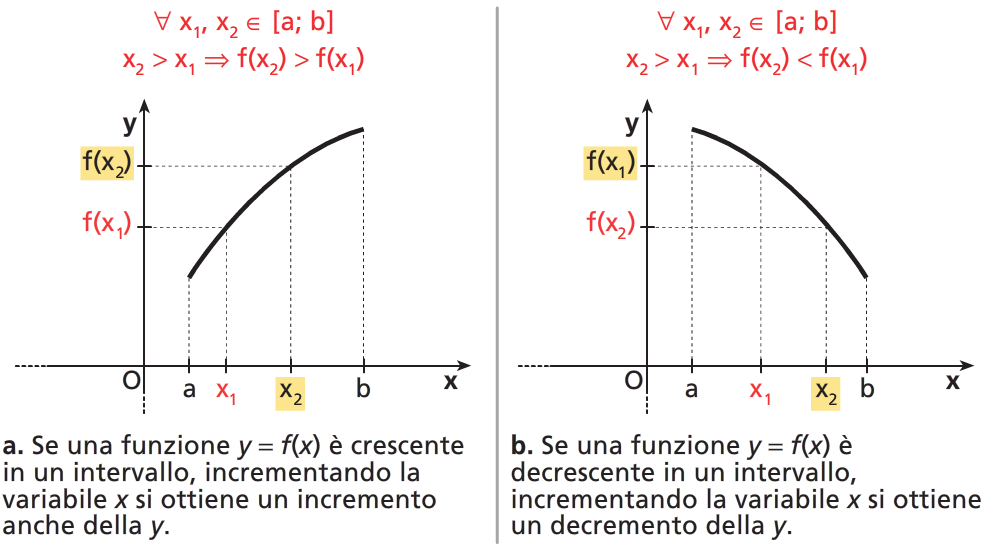 ∀ x₁, x₂ ∈ [a; b]
x₂ > x₁ ⇒ f(x₂) > f(x₁)
y
f(x₂)
f(x₁)
O
a
x₁
x₂
b
x
a. Se una funzione y = f(x) è crescente
in un intervallo, incrementando la
variabile x si ottiene un incremento
anche della y.
∀ x₁, x₂ ∈ [a; b]
x₂ > x₁ ⇒ f(x₂) < f(x₁)
y
f(x₁)
f(x₂)
O
a
x₁
x₂
b
x
b. Se una funzione y = f(x) è
decrescente in un intervallo,
incrementando la variabile x si ottiene
un decremento della y.